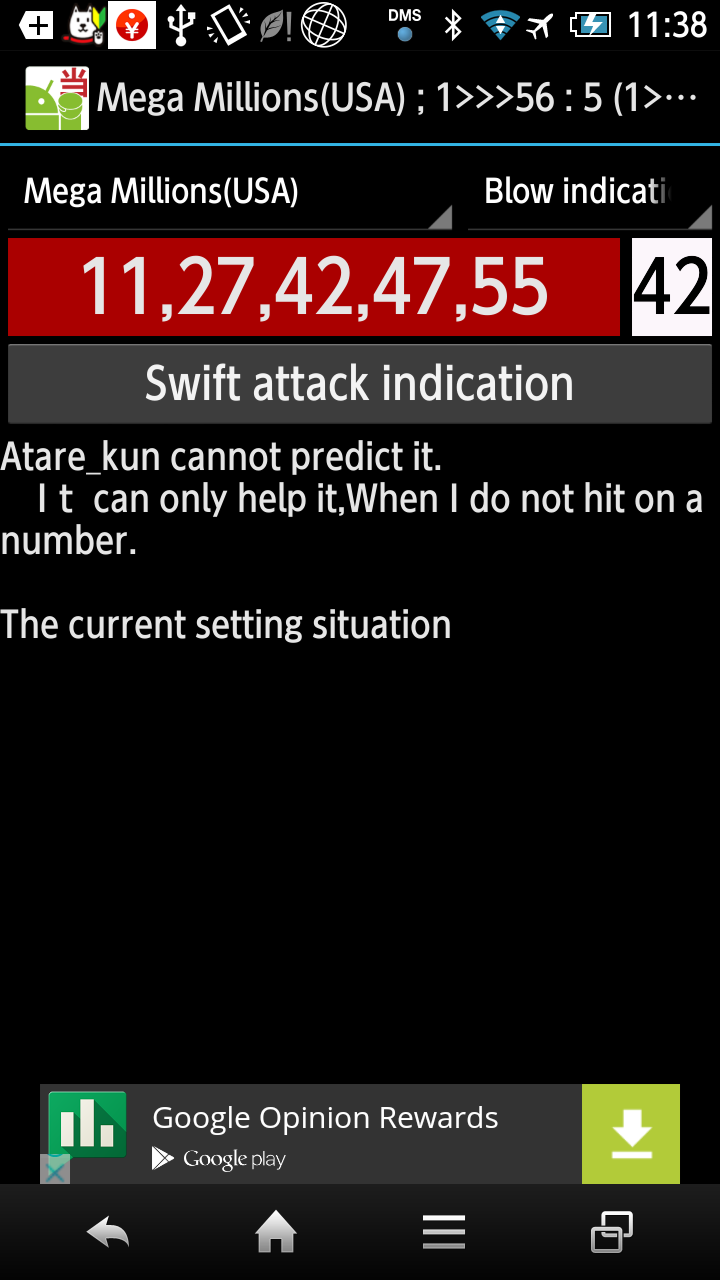 DMS 11:38
当 Mega Millions(USA) ; 1>>>56 : 5 (1>…
Mega Millions(USA) Blow indicati
11,27,42,47,55 42
Swift attack indication
Atare_kun cannot predict it.
I t can only help it,When I do not hit on a
number.
The current setting situation
Google Opinion Rewards
Google play